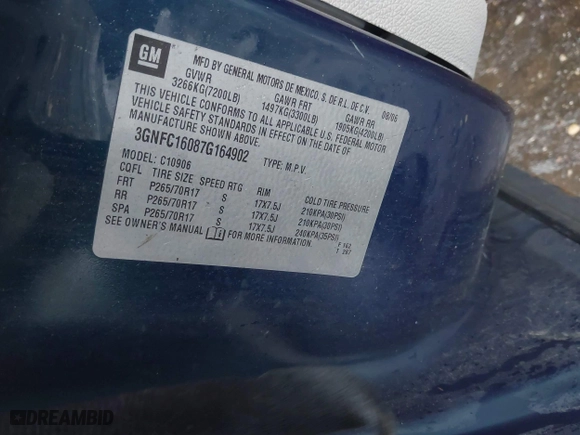 GM
MFD BY GENERAL MOTORS DE MEXICO, S. DE R.L. DE C.V. 08/06
GVWR GAWR FRT GAWR RR
3266KG(7200LB) 1497KG(3300LB) 1905KG(4200LB)
THIS VEHICLE CONFORMS TO ALL APPLICABLE U.S. FEDERAL MOTOR
VEHICLE SAFETY STANDARDS IN EFFECT ON THE DATE OF
MANUFACTURE SHOWN ABOVE.
3GNFC16087G164902 TYPE: M.P.V.
MODEL: C10906
CQFL TIRE SIZE SPEED RTG RIM COLD TIRE PRESSURE
FRT P265/70R17 S 17X7.5J 210KPA(30PSI)
RR P265/70R17 S 17X7.5J 210KPA(30PSI)
SPA P265/70R17 S 17X7.5J 240KPA(35PSI)
SEE OWNER'S MANUAL FOR MORE INFORMATION.
DREAMBID